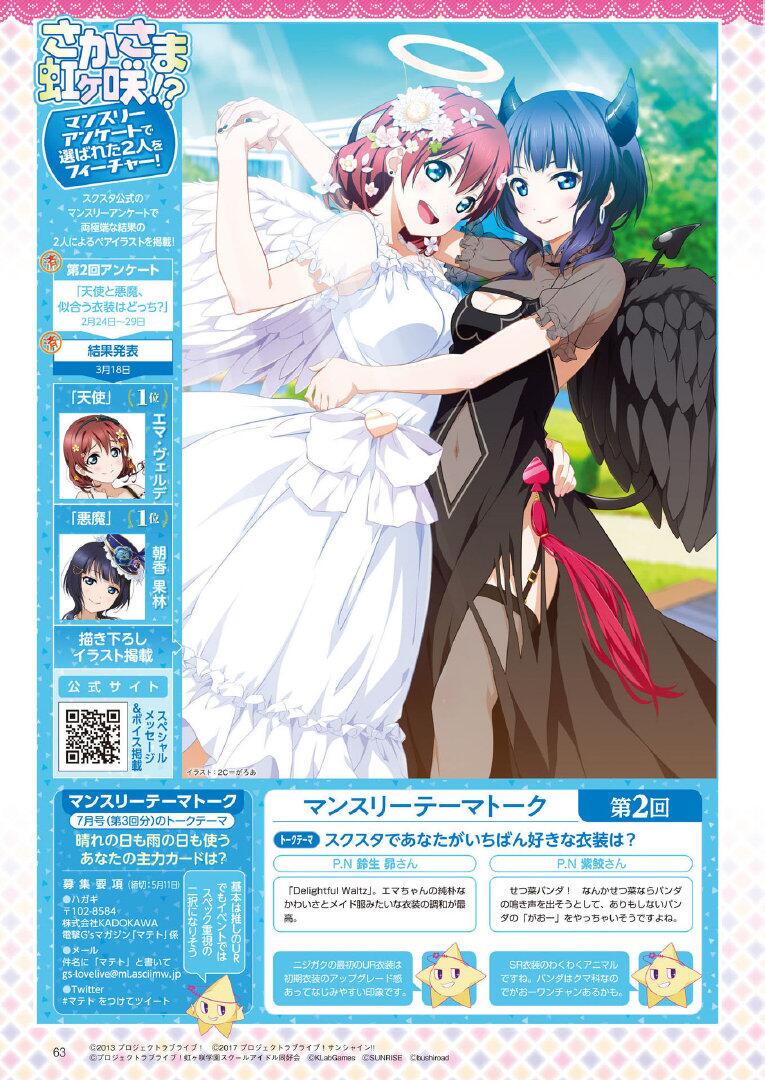 さかさま
虹ヶ咲!?
マンスリー
アンケートで
選ばれた2人を
フィーチャー!
スクスタ公式の
マンスリーアンケートで
両極端な結果の
2人によるペアイラストを掲載!
済
第2回アンケート
「天使と悪魔、
似合う衣装はどっち?」
2月24日〜29日
済
結果発表
3月18日
「天使」1位
エマ・ヴェルデ
「悪魔」1位
朝香 果林
描き下ろし
イラスト掲載
公式サイト
スペシャル
メッセージ
&ボイス掲載
イラスト:2C=がろあ
マンスリーテーマトーク
7月号(第3回分)のトークテーマ
晴れの日も雨の日も使う
あなたの主力カードは?
募集要項(締切:5月11日)
●ハガキ
〒102-8584
株式会社KADOKAWA
電撃G'sマガジン「マテト」係
●メール
件名に「マテト」と書いて
gs-lovelive@ml.asciimw.jp
●Twitter
#マテト をつけてツイート
基本は推しのUR
でもイベントでは
スペック重視の
二択になりそう
マンスリーテーマトーク
第2回
トークテーマ
スクスタであなたがいちばん好きな衣装は?
P.N 鈴生 昴さん
「Delightful Waltz」。エマちゃんの純朴な
かわいさとメイド服みたいな衣装の調和が最
高。
ニジガクの最初のUR衣装は
初期衣装のアップグレード感
あってなじみやすい印象です。
P.N 紫鮫さん
せつ菜パンダ! なんかせつ菜ならパンダ
の鳴き声を出そうとして、ありもしないパン
ダの「がおー」をやっちゃいそうですよね。
SR衣装のわくわくアニマル
ですね。パンダはクマ科なの
でがおーワンチャンあるかも。
63
©2013 プロジェクトラブライブ! ©2017 プロジェクトラブライブ!サンシャイン!!
©プロジェクトラブライブ!虹ヶ咲学園スクールアイドル同好会 ©KLabGames ©SUNRISE ©bushiroad